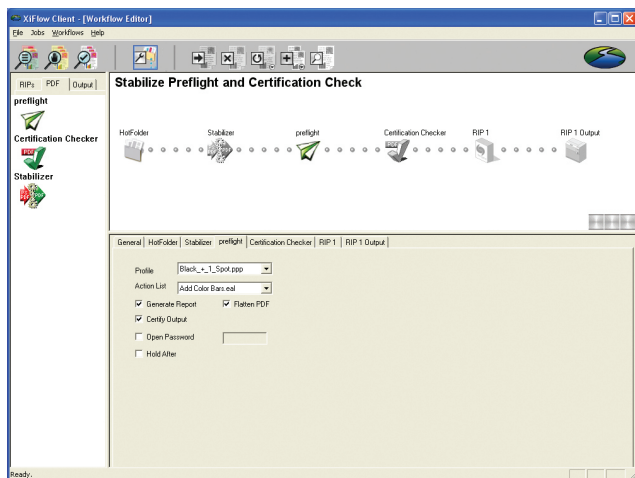 XiFlow Client - [Workflow Editor]
File Jobs Workflows Help
RIPs PDF Output
Stabilize Preflight and Certification Check
preflight
Certification Checker
Stabilizer
HotFolder Stabilizer preflight Certification Checker RIP 1 RIP 1 Output
General HotFolder Stabilizer preflight Certification Checker RIP 1 RIP 1 Output
Profile Black_+_1_Spot.ppp
Action List Add Color Bars.eal
Generate Report Flatten PDF
Certify Output
Open Password
Hold After
Ready.